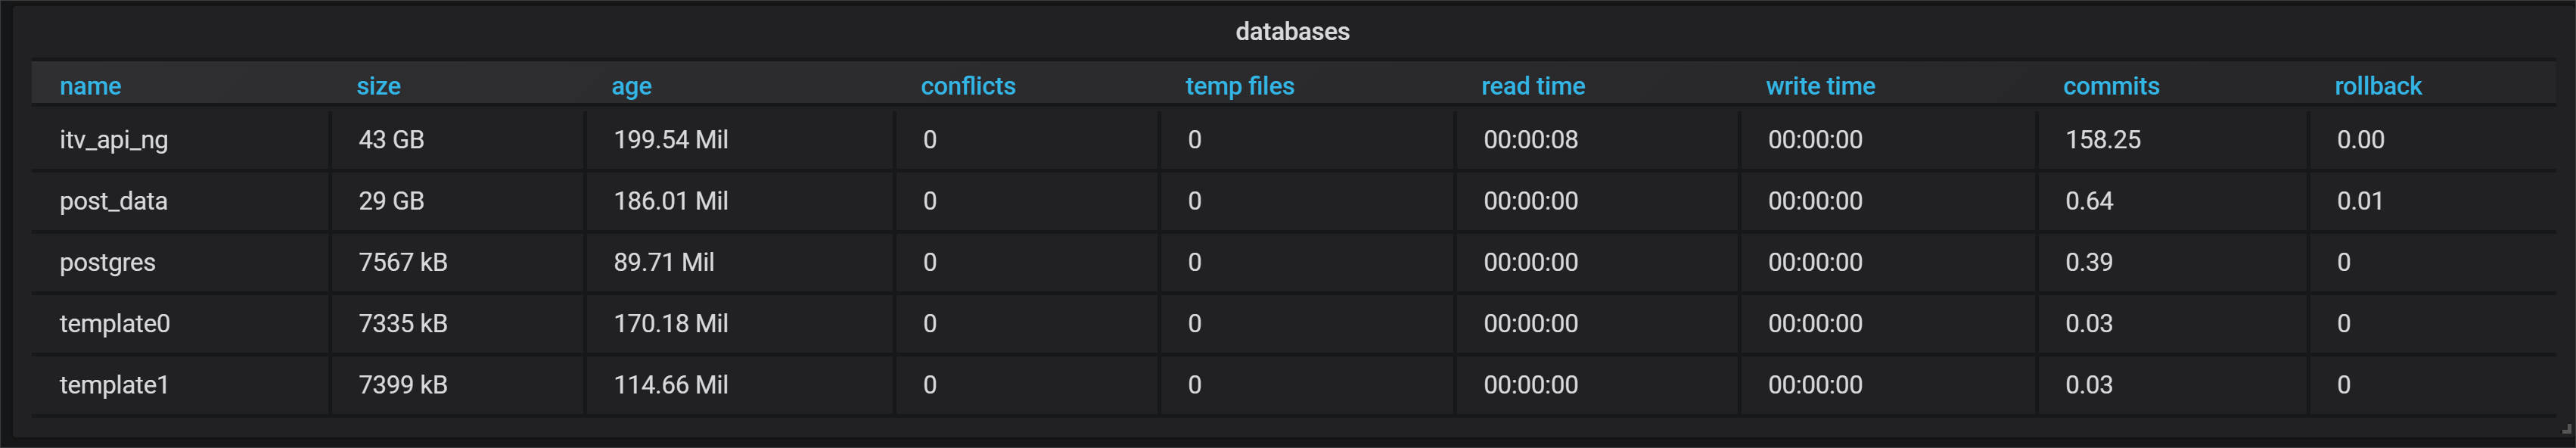 databases
name size age conflicts temp files read time write time commits rollback
itv_api_ng 43 GB 199.54 Mil 0 0 00:00:08 00:00:00 158.25 0.00
post_data 29 GB 186.01 Mil 0 0 00:00:00 00:00:00 0.64 0.01
postgres 7567 kB 89.71 Mil 0 0 00:00:00 00:00:00 0.39 0
template0 7335 kB 170.18 Mil 0 0 00:00:00 00:00:00 0.03 0
template1 7399 kB 114.66 Mil 0 0 00:00:00 00:00:00 0.03 0